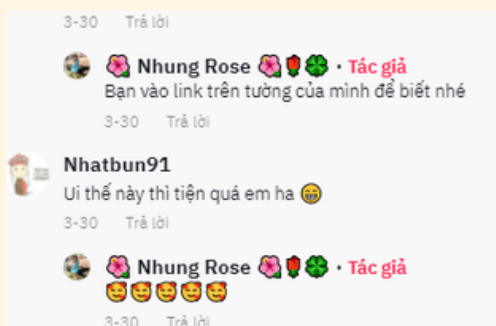 3-30 Trả lời
🌺 Nhung Rose 🌺🌹🍀 · Tác giả
Bạn vào link trên tường của mình để biết nhé
3-30 Trả lời
Nhatbun91
Ui thế này thì tiện quá em ha 😁
3-30 Trả lời
🌺 Nhung Rose 🌺🌹🍀 · Tác giả
🥰🥰🥰🥰🥰
3-30 Trả lời